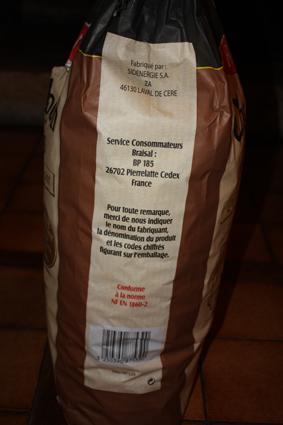 Fabriqué par :
SIDENERGIE S.A.
ZA
46130 LAVAL DE CERE
Service Consommateurs
Braisal :
BP 185
26702 Pierrelatte Cedex
France
Pour toute remarque,
merci de nous indiquer
le nom du fabriquant,
la dénomination du produit
et les codes chiffrés
figurant sur l'emballage.
Conforme
à la norme
NF EN 1860-2